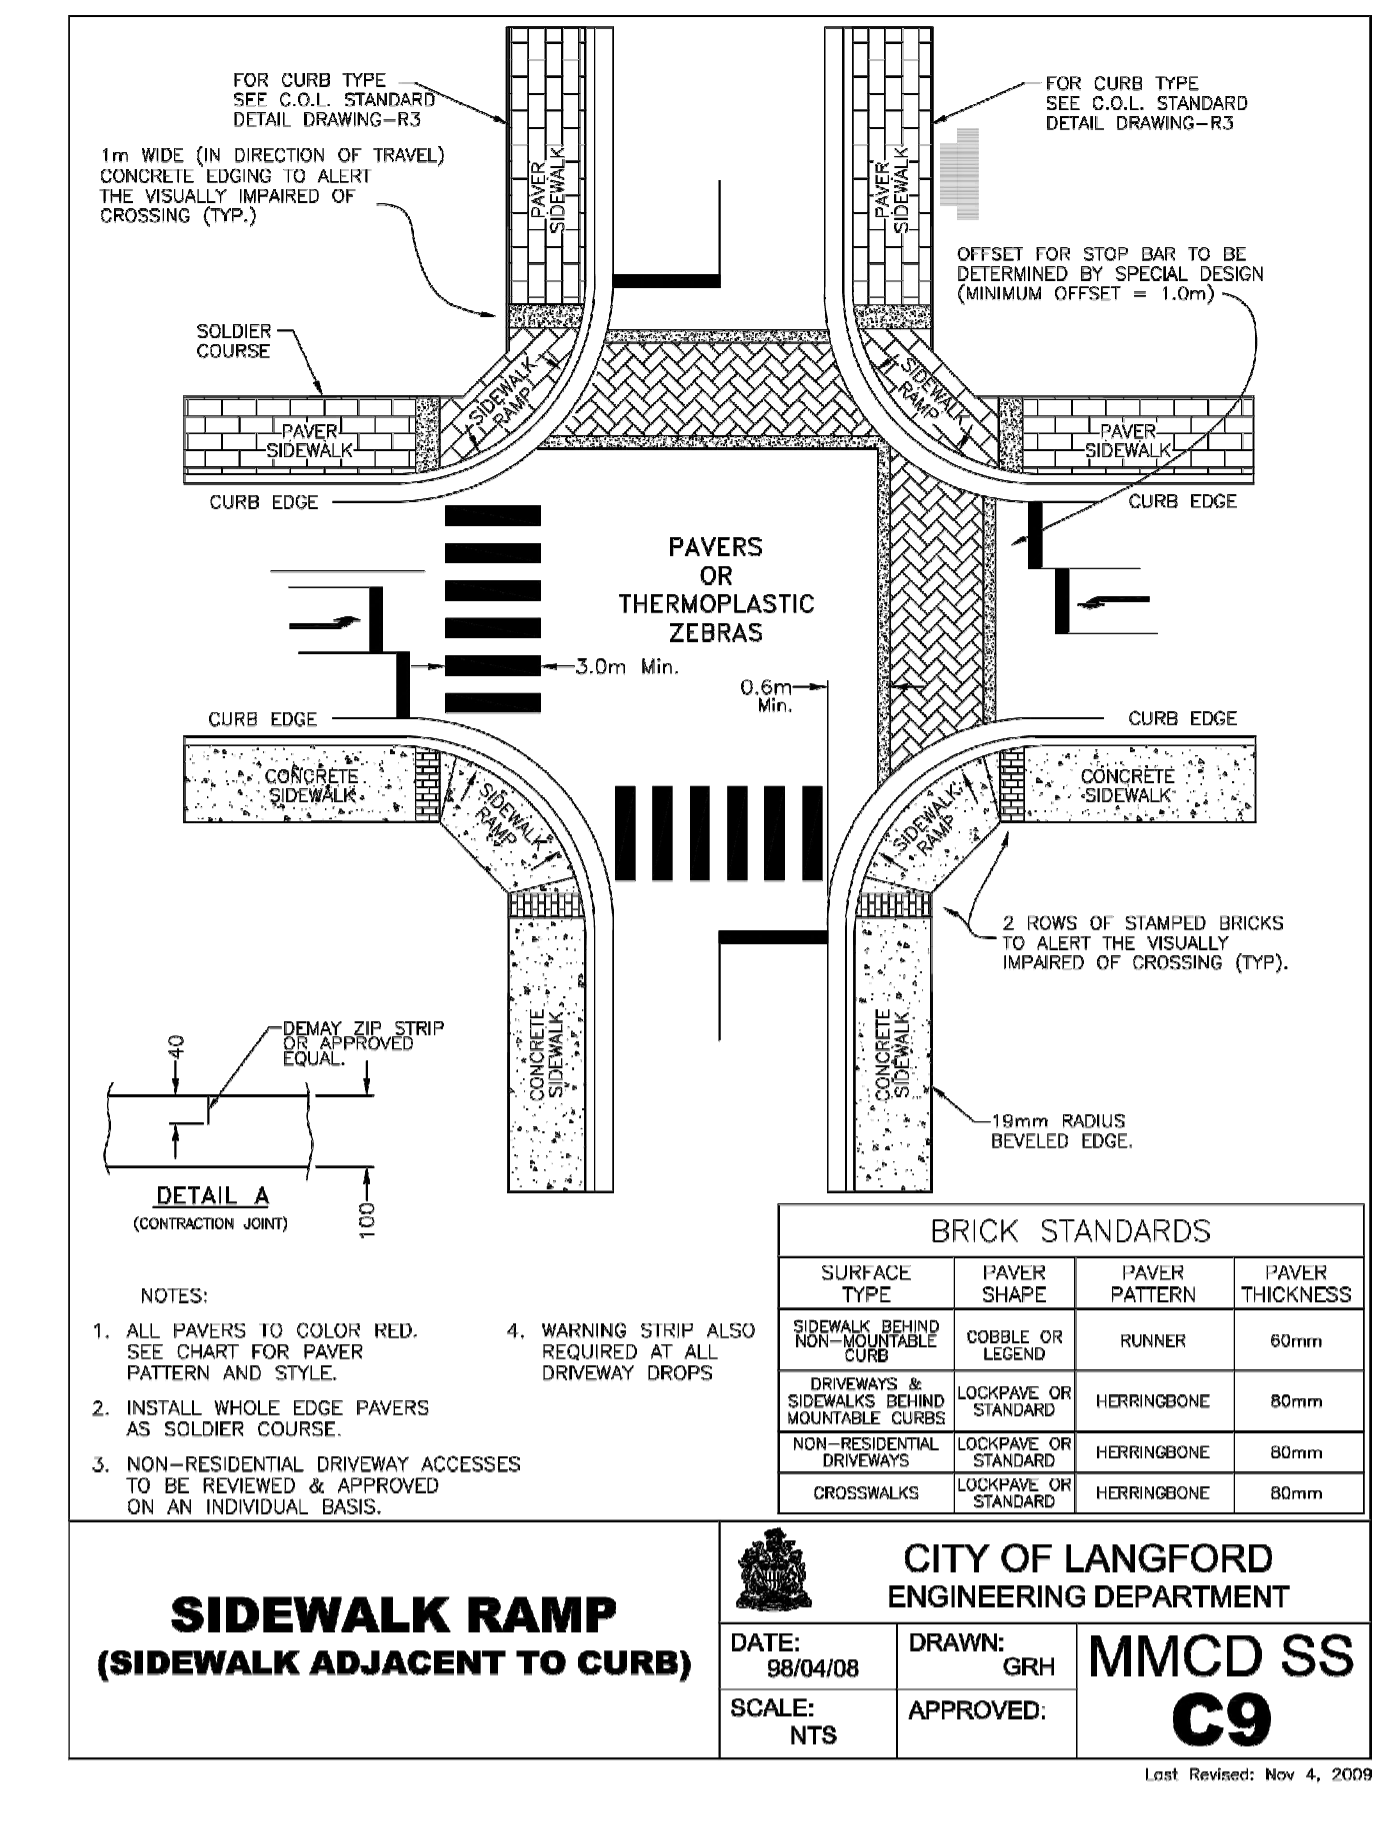 FOR CURB TYPE
SEE C.O.L. STANDARD
DETAIL DRAWING-R3
FOR CURB TYPE
SEE C.O.L. STANDARD
DETAIL DRAWING-R3
1m WIDE (IN DIRECTION OF TRAVEL)
CONCRETE EDGING TO ALERT
THE VISUALLY IMPAIRED OF
CROSSING (TYP.)
PAVER
SIDEWALK
PAVER
SIDEWALK
OFFSET FOR STOP BAR TO BE
DETERMINED BY SPECIAL DESIGN
(MINIMUM OFFSET = 1.0m)
SOLDIER
COURSE
SIDEWALK
RAMP
SIDEWALK
RAMP
PAVER
SIDEWALK
PAVER
SIDEWALK
CURB EDGE
CURB EDGE
PAVERS
OR
THERMOPLASTIC
ZEBRAS
3.0m Min.
0.6m
Min.
CURB EDGE
CURB EDGE
CONCRETE
SIDEWALK
SIDEWALK
RAMP
SIDEWALK
RAMP
CONCRETE
SIDEWALK
2 ROWS OF STAMPED BRICKS
TO ALERT THE VISUALLY
IMPAIRED OF CROSSING (TYP).
CONCRETE
SIDEWALK
CONCRETE
SIDEWALK
19mm RADIUS
BEVELED EDGE.
40
DEMAY ZIP STRIP
OR APPROVED
EQUAL.
100
DETAIL A
(CONTRACTION JOINT)
NOTES:
1. ALL PAVERS TO COLOR RED.
SEE CHART FOR PAVER
PATTERN AND STYLE.
2. INSTALL WHOLE EDGE PAVERS
AS SOLDIER COURSE.
3. NON-RESIDENTIAL DRIVEWAY ACCESSES
TO BE REVIEWED & APPROVED
ON AN INDIVIDUAL BASIS.
4. WARNING STRIP ALSO
REQUIRED AT ALL
DRIVEWAY DROPS
BRICK STANDARDS
SURFACE TYPE PAVER SHAPE PAVER PATTERN PAVER THICKNESS
SIDEWALK BEHIND NON-MOUNTABLE CURB COBBLE OR LEGEND RUNNER 60mm
DRIVEWAYS & SIDEWALKS BEHIND MOUNTABLE CURBS LOCKPAVE OR STANDARD HERRINGBONE 80mm
NON-RESIDENTIAL DRIVEWAYS LOCKPAVE OR STANDARD HERRINGBONE 80mm
CROSSWALKS LOCKPAVE OR STANDARD HERRINGBONE 80mm
SIDEWALK RAMP
(SIDEWALK ADJACENT TO CURB)
CITY OF LANGFORD
ENGINEERING DEPARTMENT
DATE:
98/04/08
DRAWN:
GRH
SCALE:
NTS
APPROVED:
MMCD SS
C9
Last Revised: Nov 4, 2009